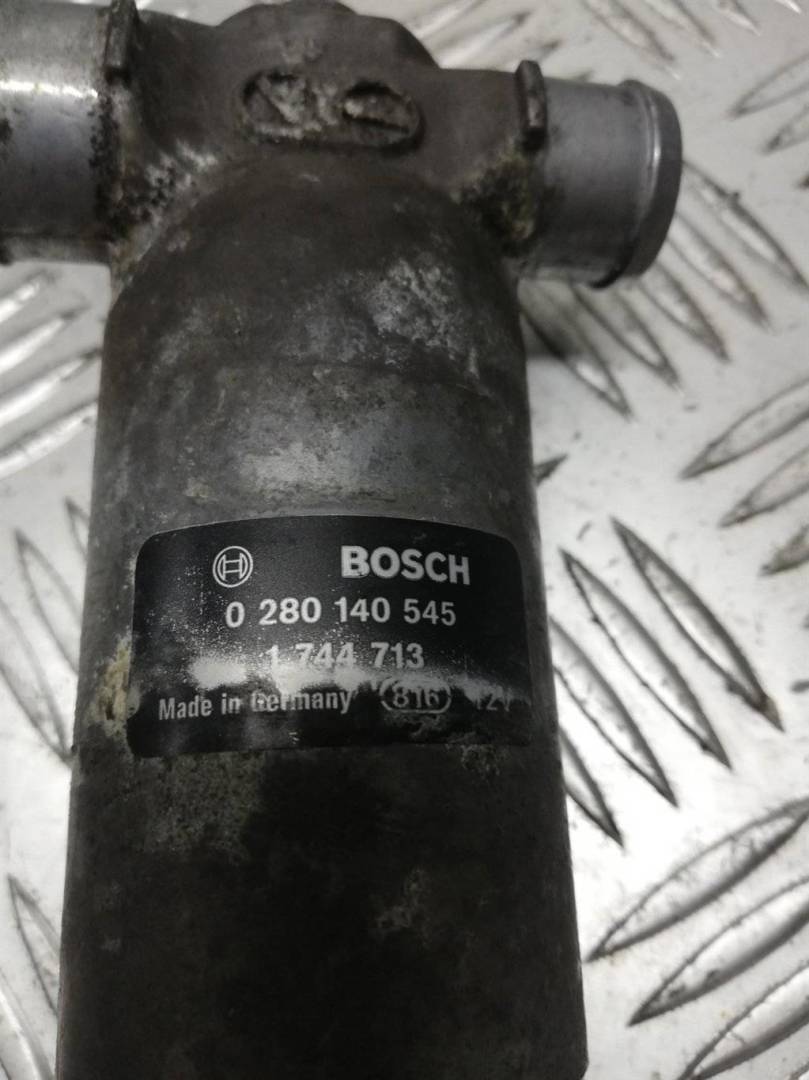 BOSCH
0 280 140 545
1 744 713
Made in Germany 816 12V